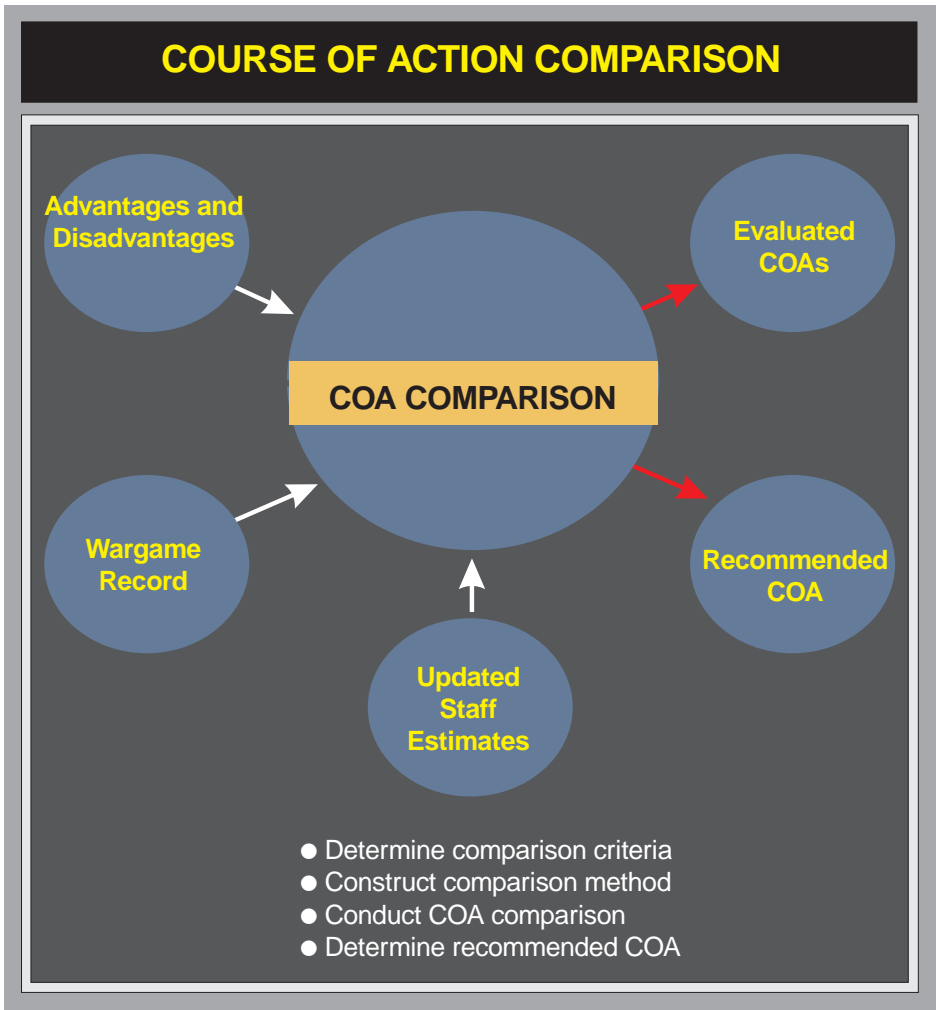 COURSE OF ACTION COMPARISON
Advantages and
Disadvantages
Evaluated
COAs
COA COMPARISON
Wargame
Record
Recommended
COA
Updated
Staff
Estimates
● Determine comparison criteria
● Construct comparison method
● Conduct COA comparison
● Determine recommended COA